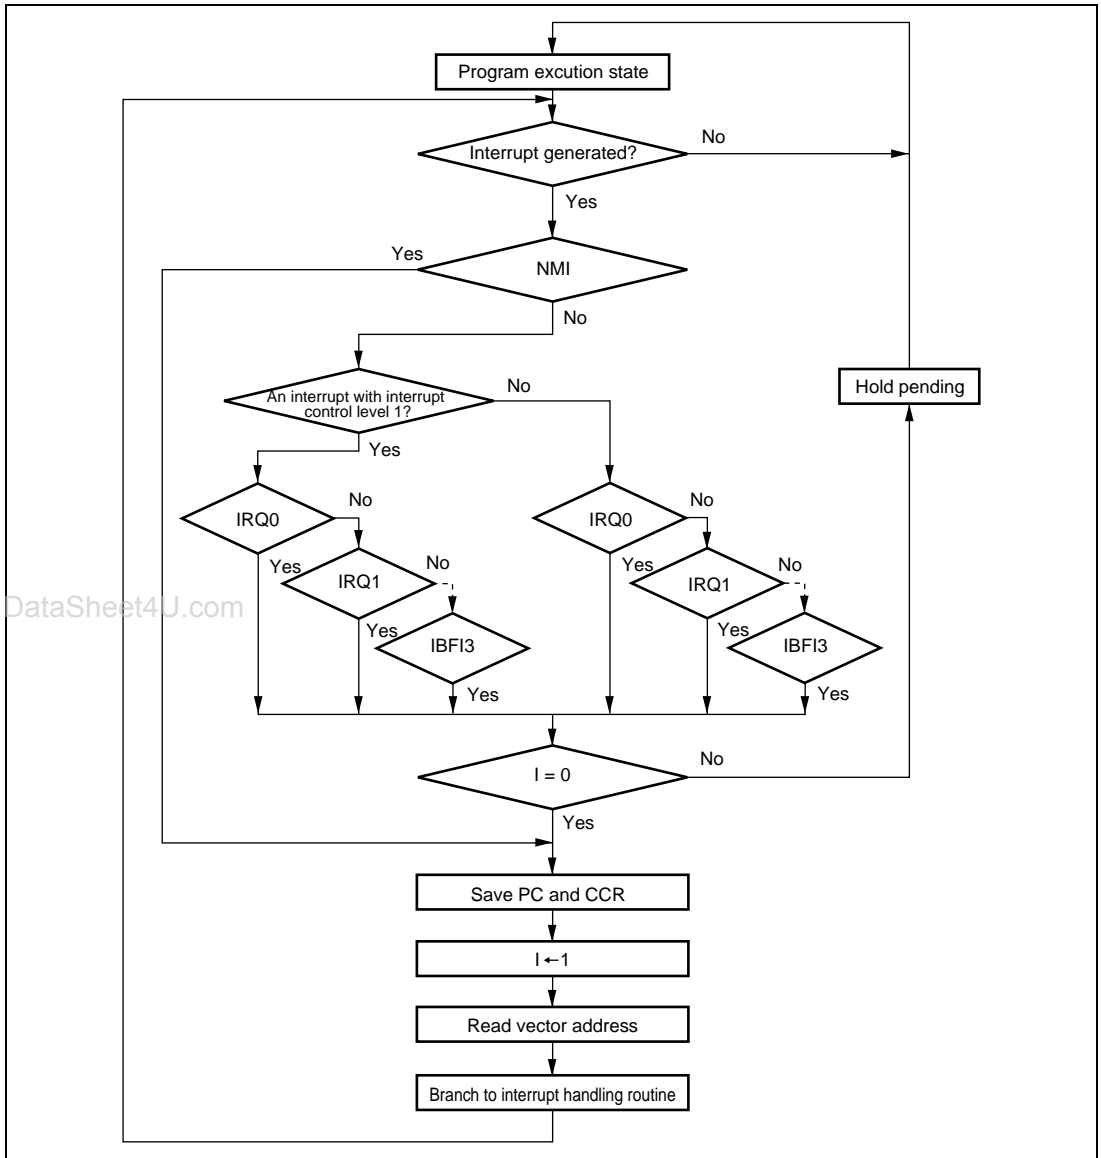 Program excution state
Interrupt generated?
No
Yes
Yes
NMI
No
An interrupt with interrupt
control level 1?
No
Hold pending
Yes
IRQ0
No
IRQ0
No
Yes
IRQ1
No
Yes
IRQ1
No
DataSheet4U.com
Yes
IBFI3
Yes
IBFI3
Yes
Yes
I = 0
No
Yes
Save PC and CCR
I ←1
Read vector address
Branch to interrupt handling routine